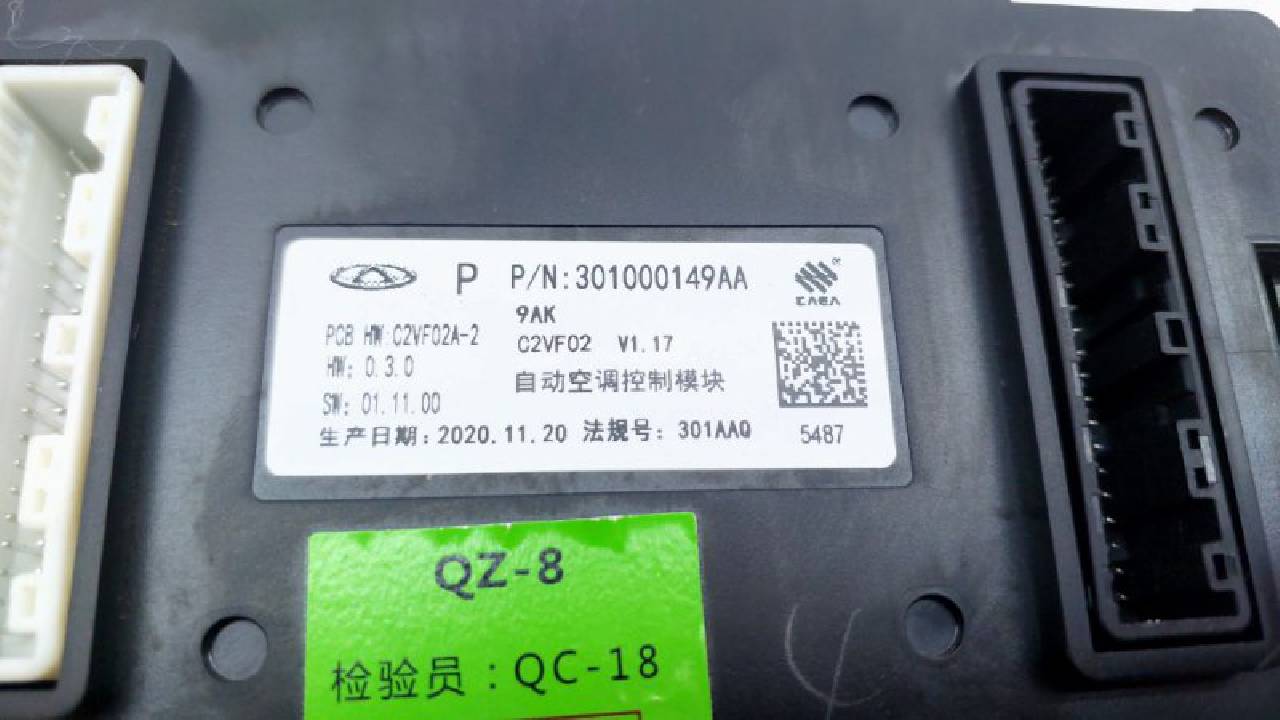 P P/N:301000149AA
9AK
PCB HW:C2VF02A-2
C2VF02 V1.17
HW: 0.3.0
自动空调控制模块
SW: 01.11.00
生产日期:2020.11.20 法规号: 301AAQ
5487
QZ-8
检验员:QC-18